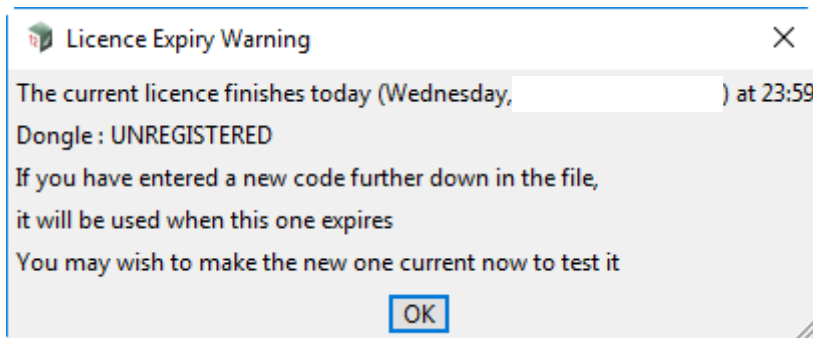 Licence Expiry Warning
The current licence finishes today (Wednesday, ) at 23:59
Dongle : UNREGISTERED
If you have entered a new code further down in the file,
it will be used when this one expires
You may wish to make the new one current now to test it
OK